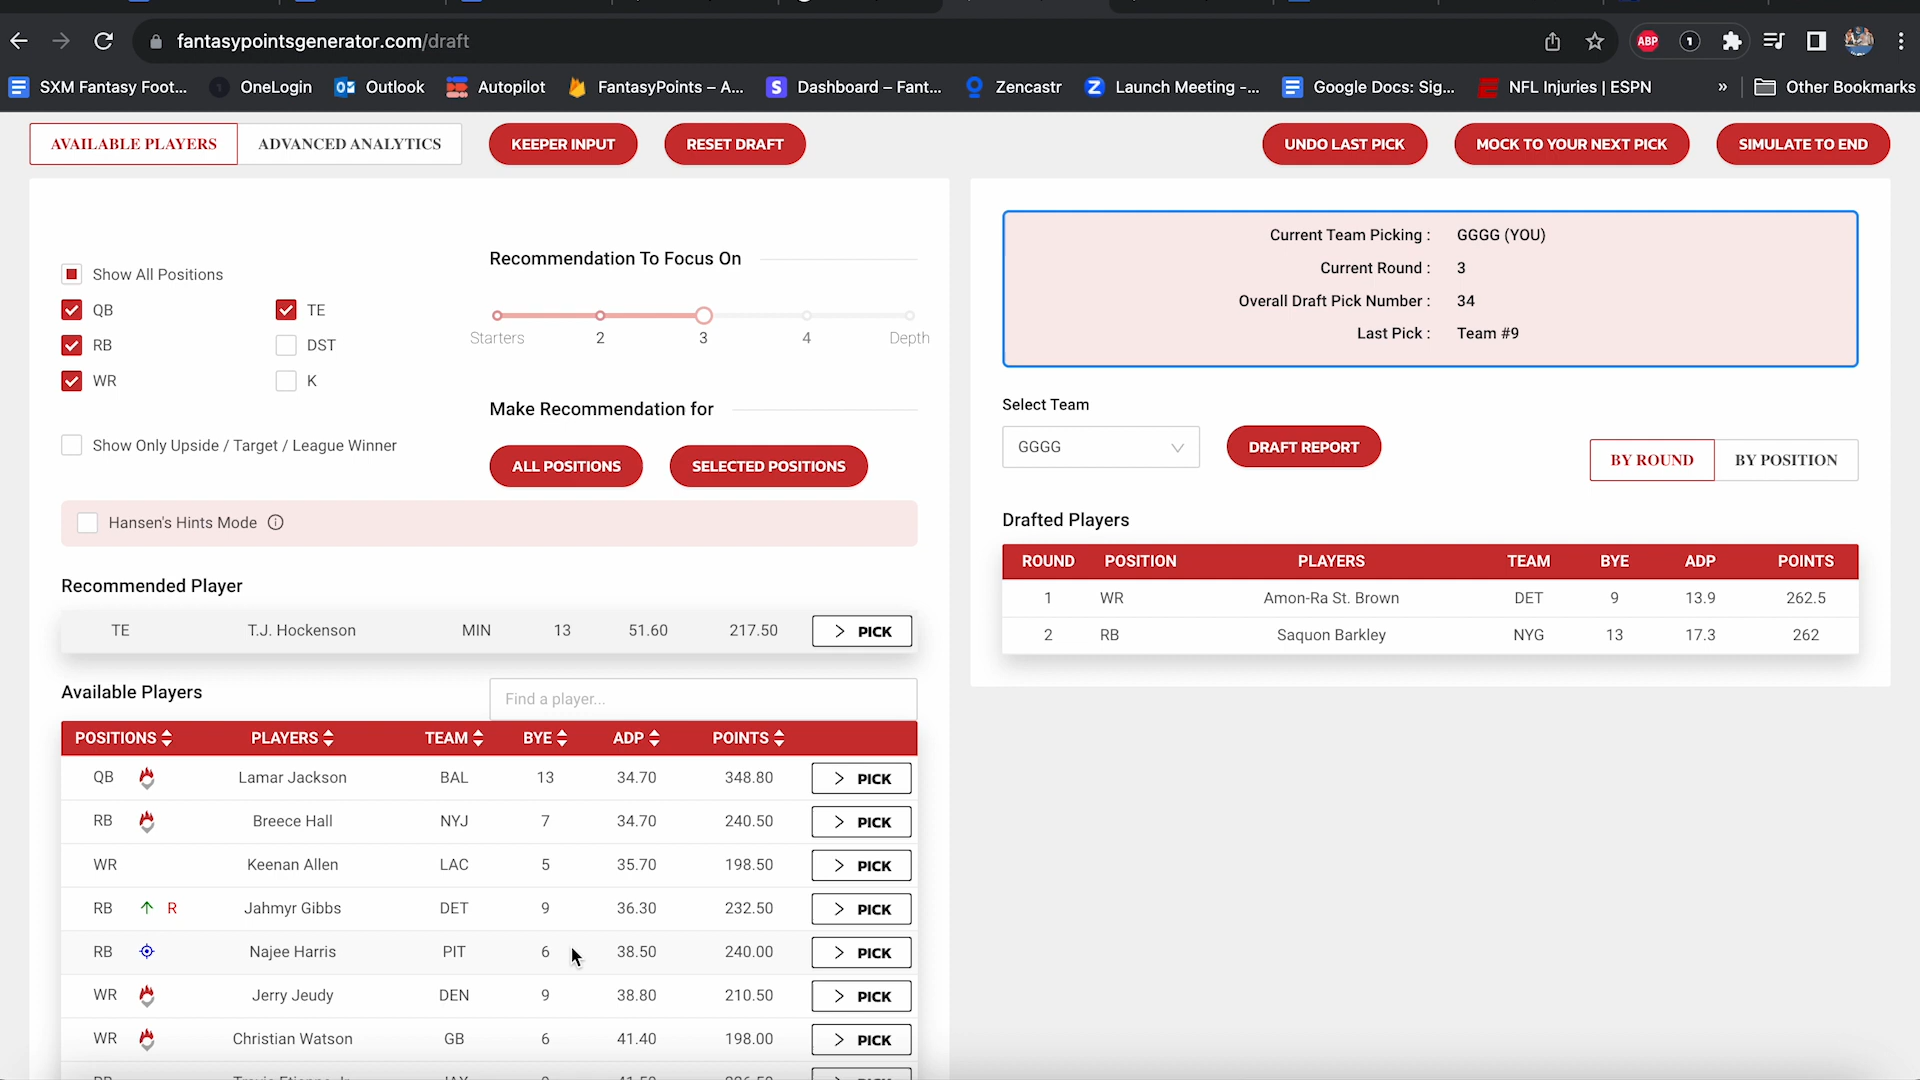 fantasypointsgenerator.com/draft
ABP
SXM Fantasy Foot...
OneLogin
Outlook
Autopilot
FantasyPoints – A...
Dashboard – Fant...
Zencastr
Launch Meeting -...
Google Docs: Sig...
NFL Injuries | ESPN
»
Other Bookmarks
AVAILABLE PLAYERS
ADVANCED ANALYTICS
KEEPER INPUT
RESET DRAFT
UNDO LAST PICK
MOCK TO YOUR NEXT PICK
SIMULATE TO END
Show All Positions
QB
TE
RB
DST
WR
K
Show Only Upside / Target / League Winner
Recommendation To Focus On
Starters 2 3 4 Depth
Make Recommendation for
ALL POSITIONS
SELECTED POSITIONS
Hansen's Hints Mode
Recommended Player
TE T.J. Hockenson MIN 13 51.60 217.50 > PICK
Available Players
Find a player...
POSITIONS PLAYERS TEAM BYE ADP POINTS
QB Lamar Jackson BAL 13 34.70 348.80 > PICK
RB Breece Hall NYJ 7 34.70 240.50 > PICK
WR Keenan Allen LAC 5 35.70 198.50 > PICK
RB ↑ R Jahmyr Gibbs DET 9 36.30 232.50 > PICK
RB Najee Harris PIT 6 38.50 240.00 > PICK
WR Jerry Jeudy DEN 9 38.80 210.50 > PICK
WR Christian Watson GB 6 41.40 198.00 > PICK
Current Team Picking : GGGG (YOU)
Current Round : 3
Overall Draft Pick Number : 34
Last Pick : Team #9
Select Team
GGGG
DRAFT REPORT
BY ROUND
BY POSITION
Drafted Players
ROUND POSITION PLAYERS TEAM BYE ADP POINTS
1 WR Amon-Ra St. Brown DET 9 13.9 262.5
2 RB Saquon Barkley NYG 13 17.3 262